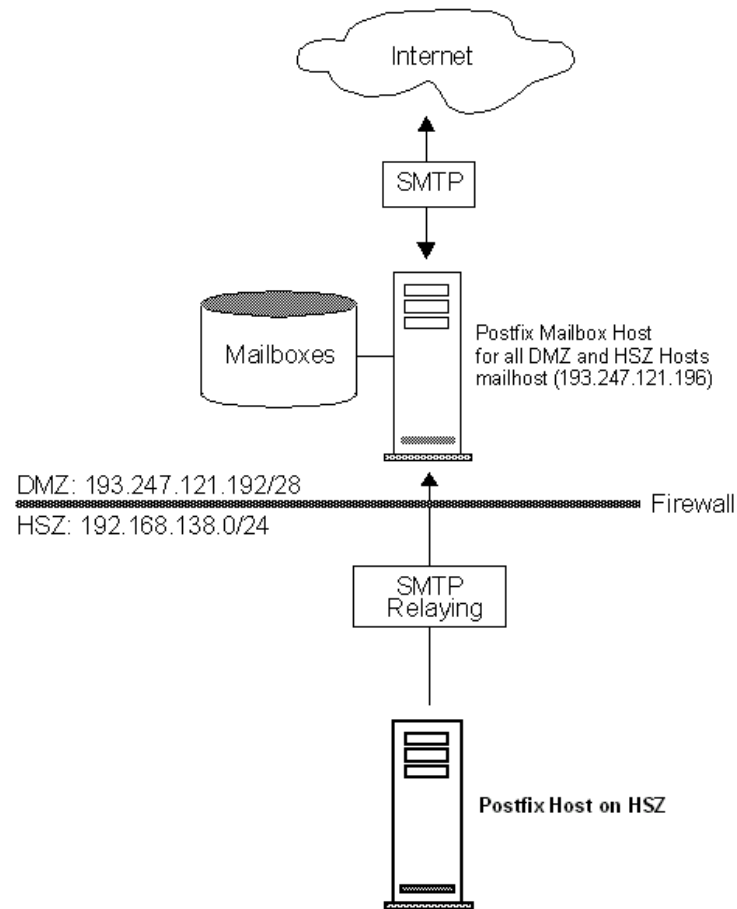 Internet
SMTP
Mailboxes
Postfix Mailbox Host
for all DMZ and HSZ Hosts
mailhost (193.247.121.196)
DMZ: 193.247.121.192/28
Firewall
HSZ: 192.168.138.0/24
SMTP
Relaying
Postfix Host on HSZ